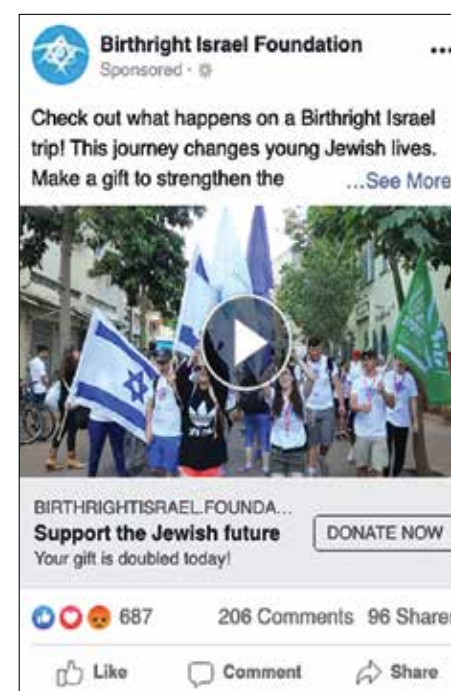 Birthright Israel Foundation
Sponsored ·
Check out what happens on a Birthright Israel
trip! This journey changes young Jewish lives.
Make a gift to strengthen the ...See More
BIRTHRIGHTISRAEL.FOUNDA...
Support the Jewish future
DONATE NOW
Your gift is doubled today!
687 206 Comments 96 Shares
Like Comment Share